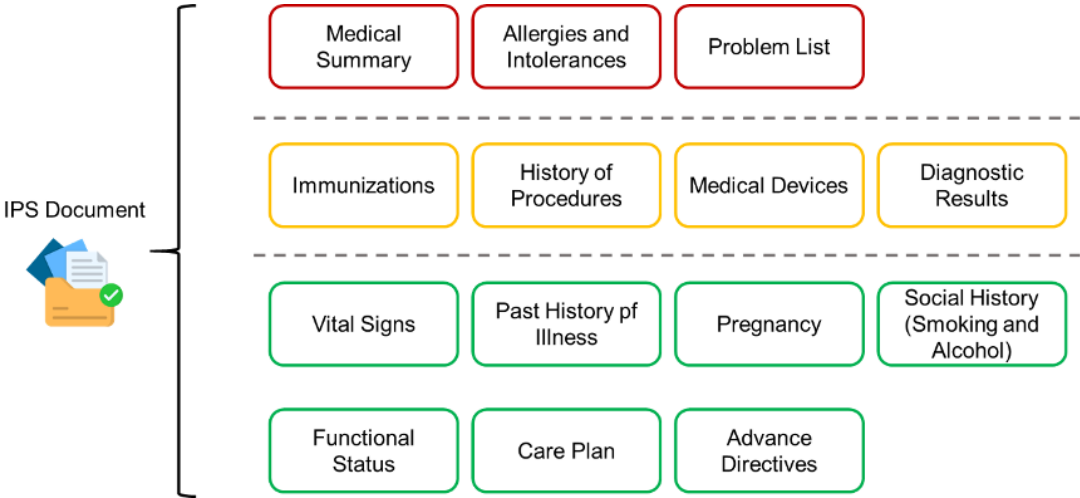 Medical
Summary
Allergies and
Intolerances
Problem List
Immunizations
History of
Procedures
Medical Devices
Diagnostic
Results
IPS Document
Vital Signs
Past History pf
Illness
Pregnancy
Social History
(Smoking and
Alcohol)
Functional
Status
Care Plan
Advance
Directives